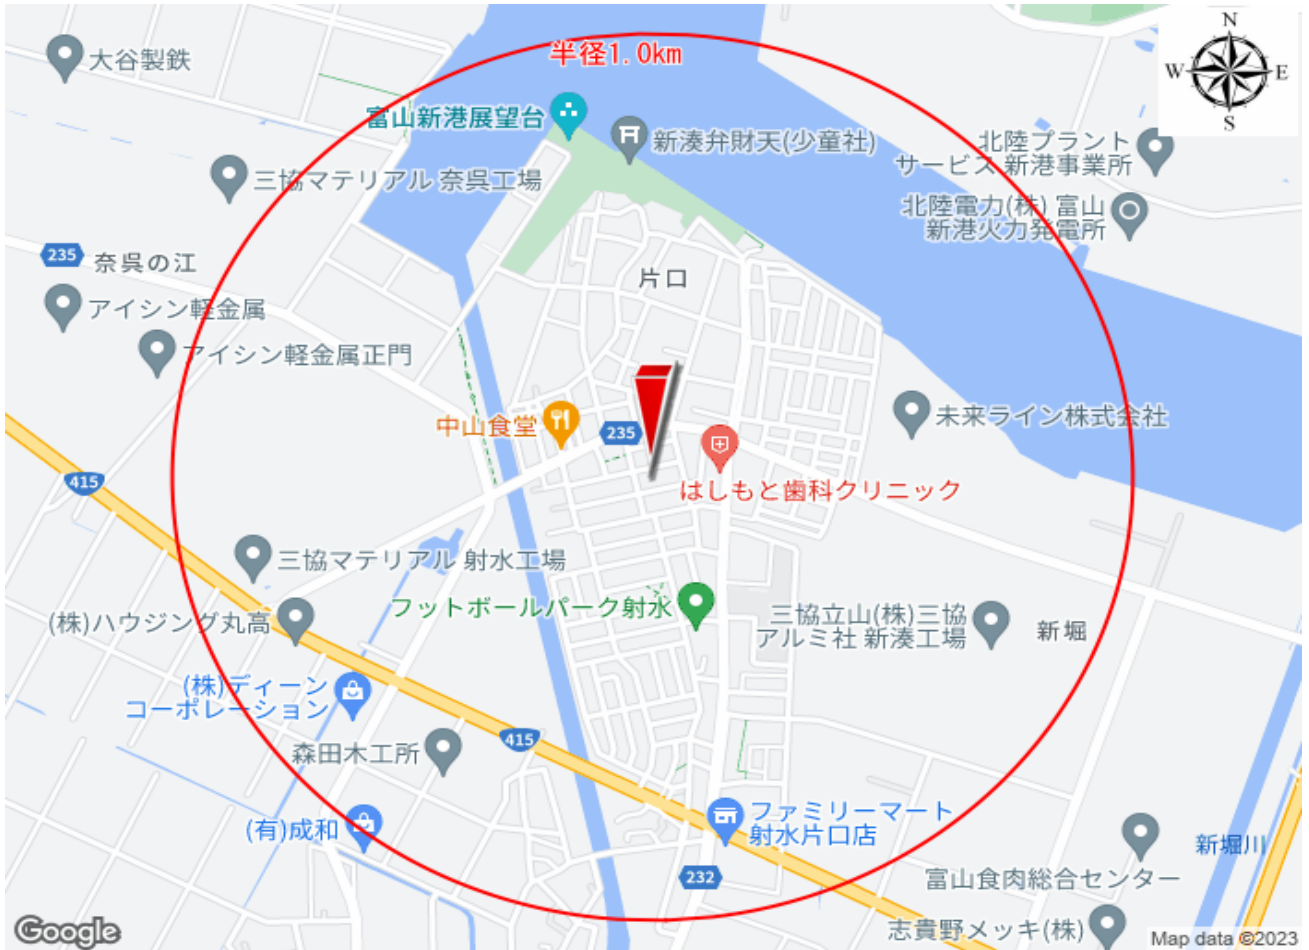 半径1.0km
N
W
E
S
大谷製鉄
富山新港展望台
新湊弁財天(少童社)
北陸プラント
サービス 新港事業所
三協マテリアル 奈呉工場
北陸電力(株) 富山
新港火力発電所
235
奈呉の江
片口
アイシン軽金属
アイシン軽金属正門
中山食堂
235
未来ライン株式会社
415
はしもと歯科クリニック
三協マテリアル 射水工場
フットボールパーク射水
(株)ハウジング丸高
三協立山(株)三協
アルミ社 新湊工場
新堀
(株)ディーン
コーポレーション
415
森田木工所
ファミリーマート
射水片口店
(有)成和
新堀川
232
富山食肉総合センター
志貴野メッキ(株)
Google
Map data ©2023